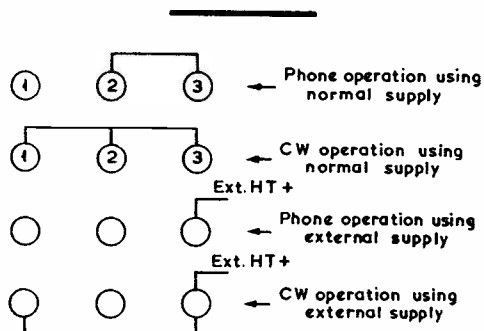 1 2 3 Phone operation using
normal supply
1 2 3 CW operation using
normal supply
Ext. HT +
Phone operation using
external supply
Ext. HT +
CW operation using
external supply